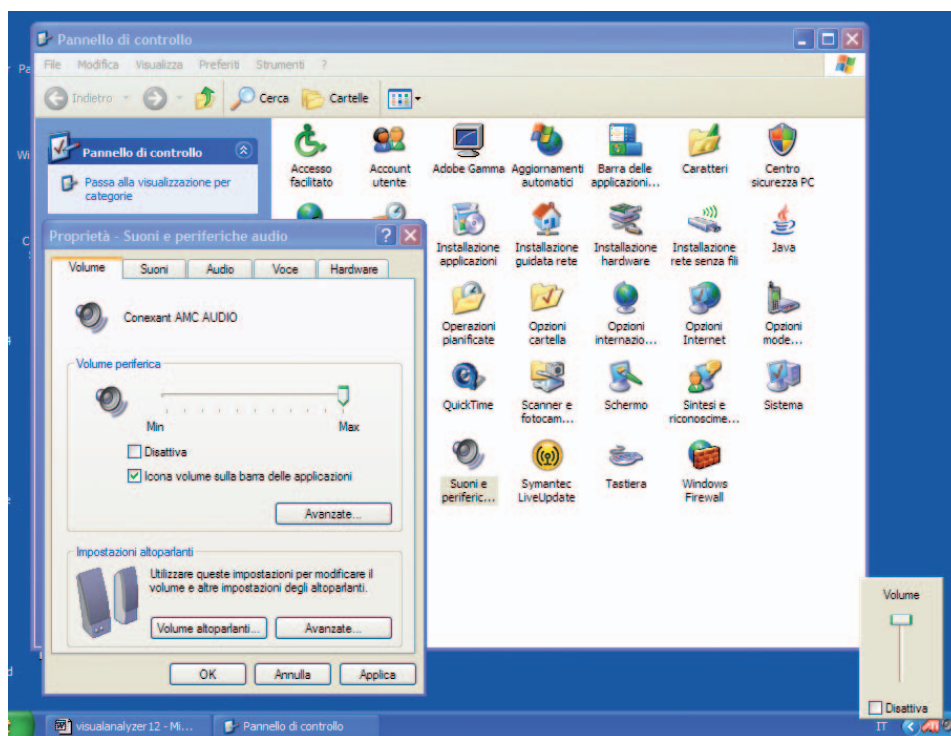 Pannello di controllo
File Modifica Visualizza Preferiti Strumenti ?
Indietro Cerca Cartelle
Pannello di controllo
Passa alla visualizzazione per
categorie
Accesso
facilitato
Account
utente
Adobe Gamma
Aggiornamenti
automatici
Barra delle
applicazioni...
Caratteri
Centro
sicurezza PC
Installazione
applicazioni
Installazione
guidata rete
Installazione
hardware
Installazione
rete senza fili
Java
Operazioni
pianificate
Opzioni
cartella
Opzioni
internazio...
Opzioni
Internet
Opzioni
mode...
QuickTime
Scanner e
fotocam...
Schermo
Sintesi e
riconoscime...
Sistema
Suoni e
periferic...
Symantec
LiveUpdate
Tastiera
Windows
Firewall
Proprietà - Suoni e periferiche audio
Volume Suoni Audio Voce Hardware
Conexant AMC AUDIO
Volume periferica
Min Max
Disattiva
Icona volume sulla barra delle applicazioni
Avanzate...
Impostazioni altoparlanti
Utilizzare queste impostazioni per modificare il
volume e altre impostazioni degli altoparlanti.
Volume altoparlanti... Avanzate...
OK Annulla Applica
Volume
Disattiva
visualanalyzer 12 - Mi... Pannello di controllo IT